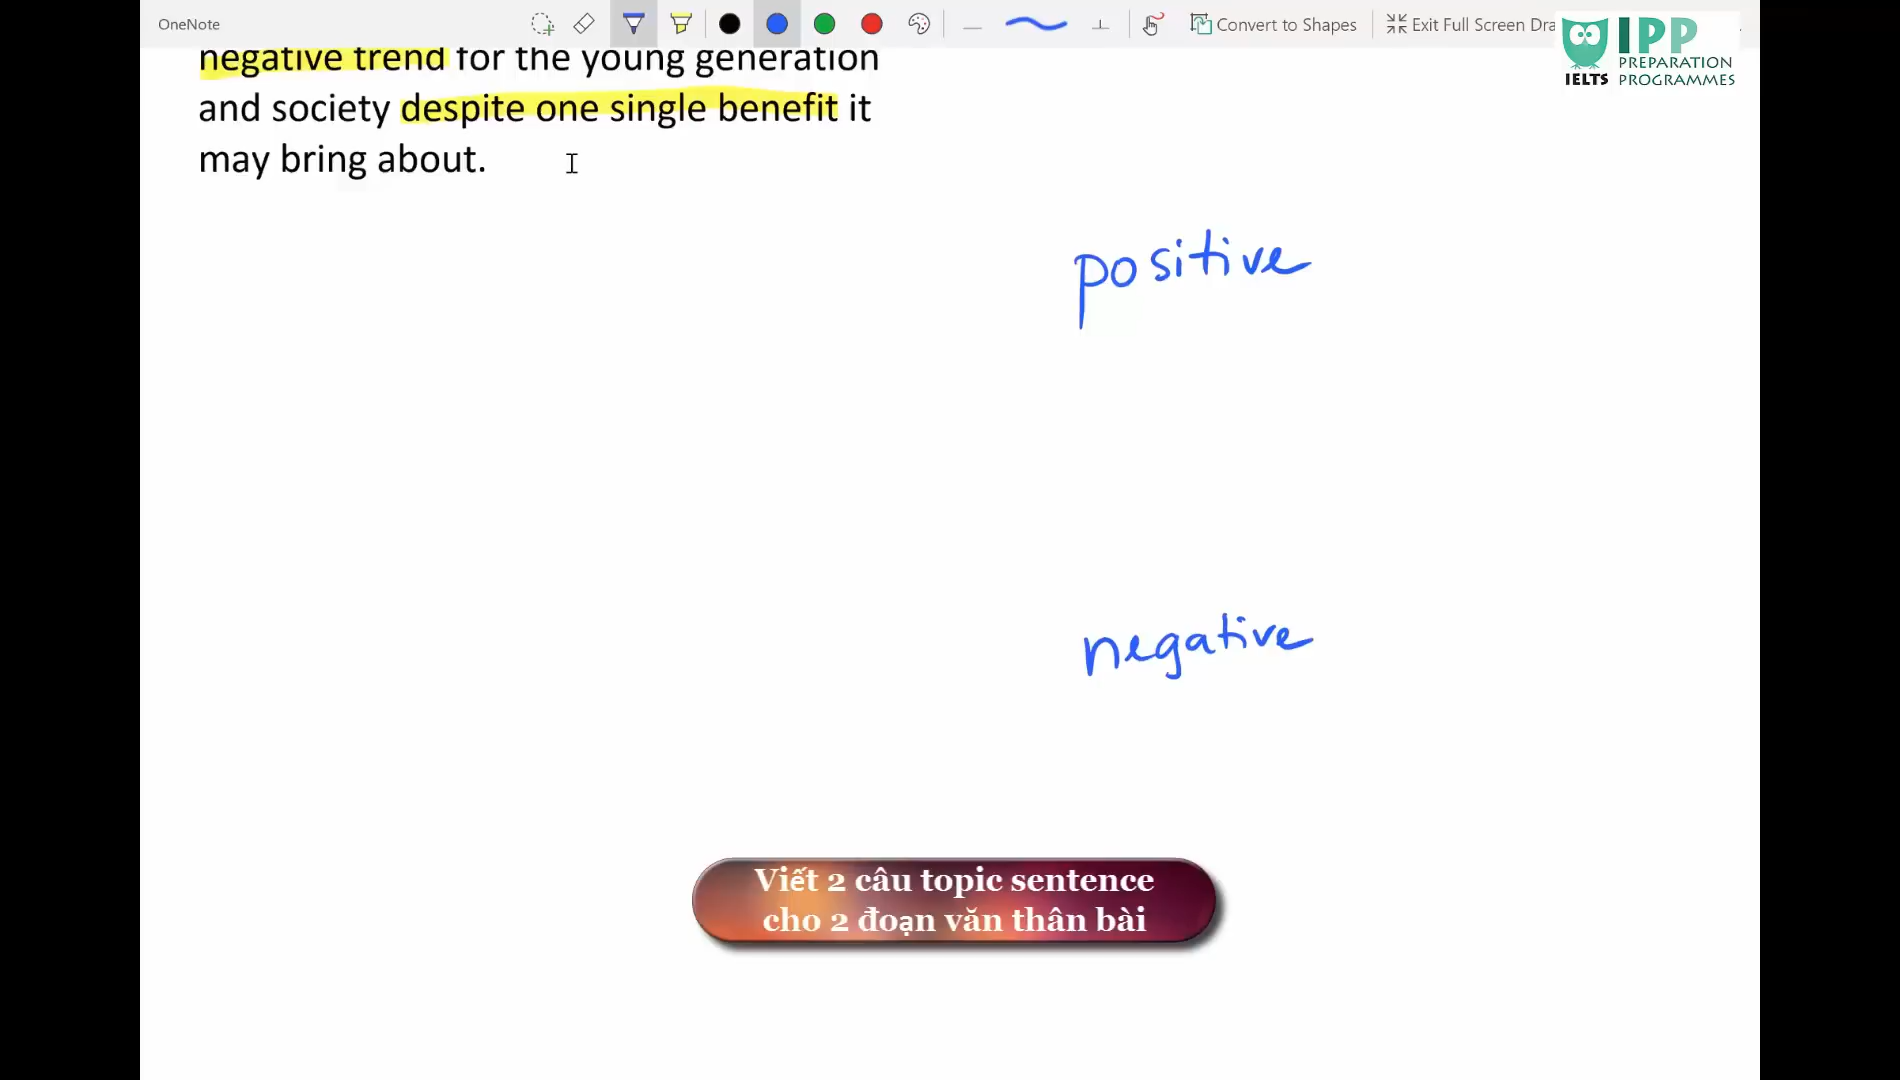 OneNote
Convert to Shapes
Exit Full Screen Dra
IPP
PREPARATION
IELTS PROGRAMMES
negative trend for the young generation
and society despite one single benefit it
may bring about.
positive
negative
Viết 2 câu topic sentence
cho 2 đoạn văn thân bài